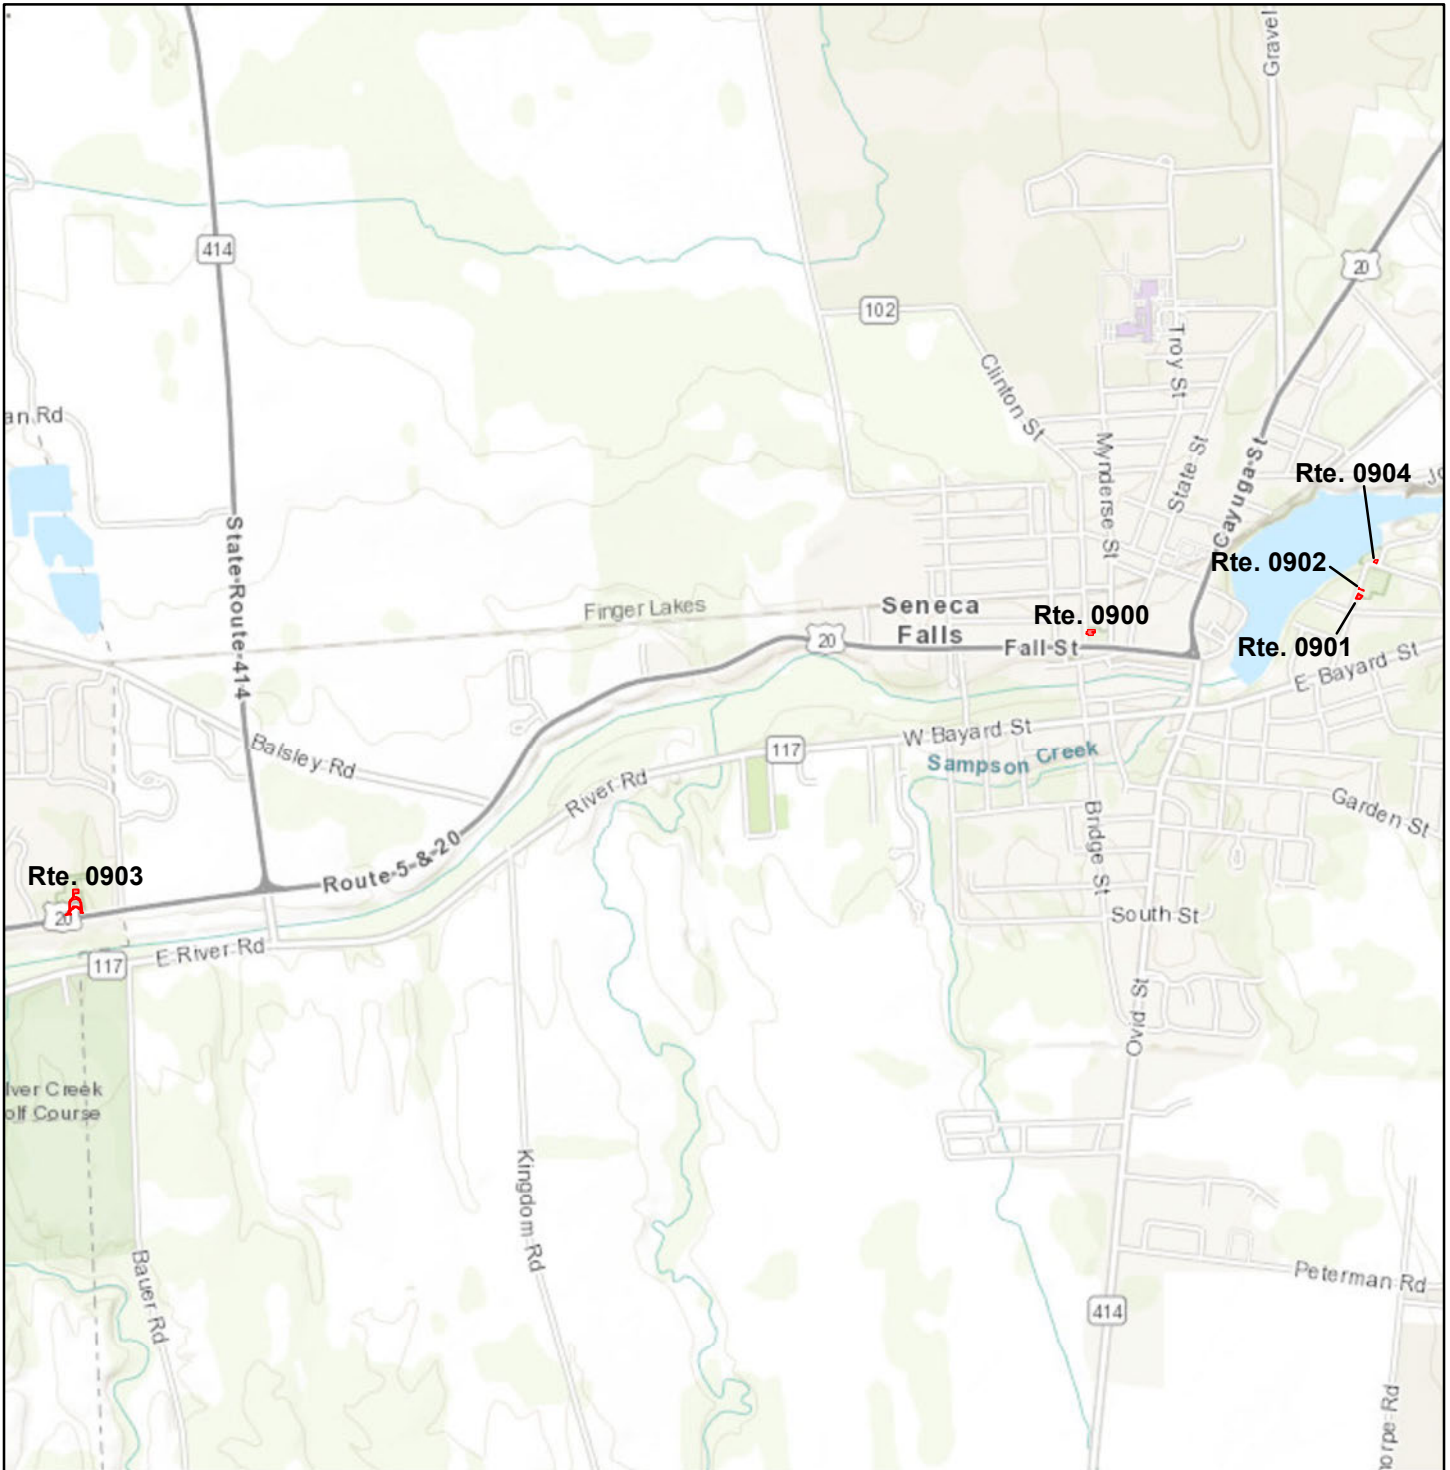 Gravel
414
20
102
Troy St
Clinton St
an Rd
Mynderse St
State St
Cayuga St
Rte. 0904
Jo
State Route 414
Rte. 0902
Finger Lakes
Seneca
Falls
Rte. 0900
20
Fall St
Rte. 0901
E Bayard St
W Bayard St
117
Sampson Creek
Balsley Rd
River Rd
Garden St
Bridge St
Route 5 & 20
Rte. 0903
20
South St
E River Rd
117
Ovid St
lver Creek
olf Course
Kingdom Rd
Bauer Rd
Peterman Rd
414
orpe Rd